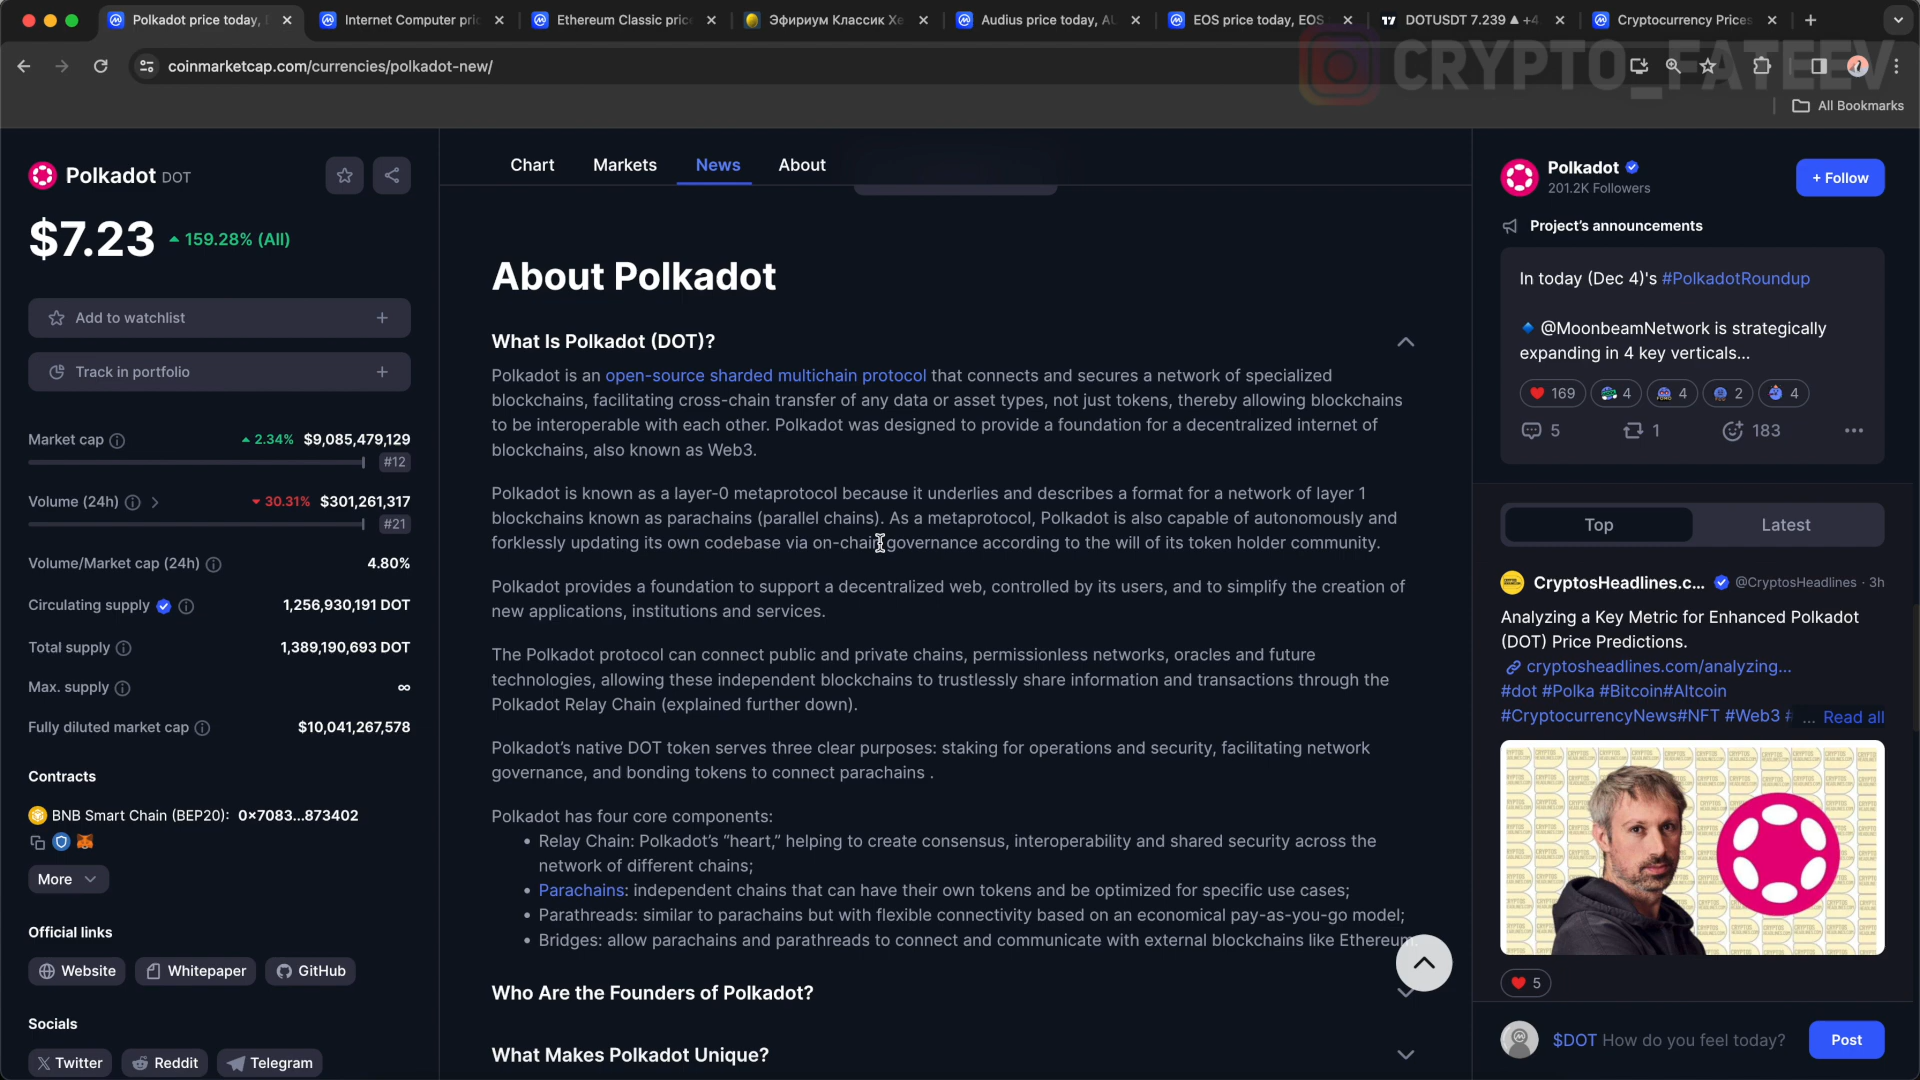 Polkadot price today,
Internet Computer pric
Ethereum Classic price
Эфириум Классик Хе
Audius price today, AU
EOS price today, EOS
DOTUSDT 7.239 ▲ +4
Cryptocurrency Prices
coinmarketcap.com/currencies/polkadot-new/
CRYPTO_FATEEV
All Bookmarks
Polkadot DOT
$7.23 159.28% (All)
Add to watchlist +
Track in portfolio +
Market cap 2.34% $9,085,479,129
#12
Volume (24h) 30.31% $301,261,317
#21
Volume/Market cap (24h) 4.80%
Circulating supply 1,256,930,191 DOT
Total supply 1,389,190,693 DOT
Max. supply ∞
Fully diluted market cap $10,041,267,578
Contracts
BNB Smart Chain (BEP20): 0x7083...873402
More
Official links
Website Whitepaper GitHub
Socials
Twitter Reddit Telegram
Chart Markets News About
About Polkadot
What Is Polkadot (DOT)?
Polkadot is an open-source sharded multichain protocol that connects and secures a network of specialized
blockchains, facilitating cross-chain transfer of any data or asset types, not just tokens, thereby allowing blockchains
to be interoperable with each other. Polkadot was designed to provide a foundation for a decentralized internet of
blockchains, also known as Web3.
Polkadot is known as a layer-0 metaprotocol because it underlies and describes a format for a network of layer 1
blockchains known as parachains (parallel chains). As a metaprotocol, Polkadot is also capable of autonomously and
forklessly updating its own codebase via on-chain governance according to the will of its token holder community.
Polkadot provides a foundation to support a decentralized web, controlled by its users, and to simplify the creation of
new applications, institutions and services.
The Polkadot protocol can connect public and private chains, permissionless networks, oracles and future
technologies, allowing these independent blockchains to trustlessly share information and transactions through the
Polkadot Relay Chain (explained further down).
Polkadot’s native DOT token serves three clear purposes: staking for operations and security, facilitating network
governance, and bonding tokens to connect parachains .
Polkadot has four core components:
• Relay Chain: Polkadot’s “heart,” helping to create consensus, interoperability and shared security across the
network of different chains;
• Parachains: independent chains that can have their own tokens and be optimized for specific use cases;
• Parathreads: similar to parachains but with flexible connectivity based on an economical pay-as-you-go model;
• Bridges: allow parachains and parathreads to connect and communicate with external blockchains like Ethereum.
Who Are the Founders of Polkadot?
What Makes Polkadot Unique?
Polkadot
201.2K Followers
+ Follow
Project’s announcements
In today (Dec 4)'s #PolkadotRoundup
@MoonbeamNetwork is strategically
expanding in 4 key verticals...
169 4 4 2 4
5 1 183
Top Latest
CryptosHeadlines.c... @CryptosHeadlines · 3h
Analyzing a Key Metric for Enhanced Polkadot
(DOT) Price Predictions.
cryptosheadlines.com/analyzing...
#dot #Polka #Bitcoin#Altcoin
#CryptocurrencyNews#NFT #Web3 # ... Read all
5
$DOT How do you feel today? Post